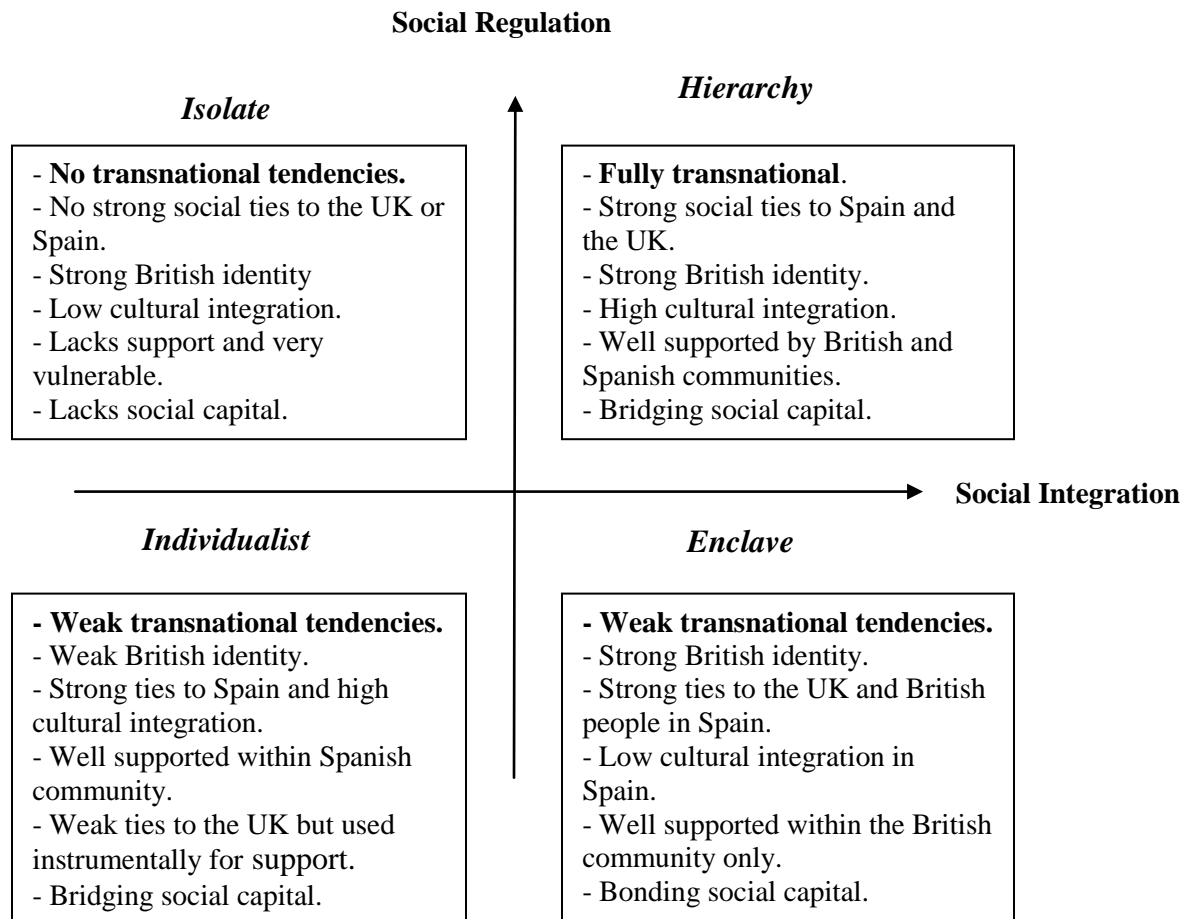 Social Regulation
Isolate
Hierarchy
- No transnational tendencies.
- No strong social ties to the UK or
Spain.
- Strong British identity
- Low cultural integration.
- Lacks support and very
vulnerable.
- Lacks social capital.
- Fully transnational.
- Strong social ties to Spain and
the UK.
- Strong British identity.
- High cultural integration.
- Well supported by British and
Spanish communities.
- Bridging social capital.
Social Integration
Individualist
Enclave
- Weak transnational tendencies.
- Weak British identity.
- Strong ties to Spain and high
cultural integration.
- Well supported within Spanish
community.
- Weak ties to the UK but used
instrumentally for support.
- Bridging social capital.
- Weak transnational tendencies.
- Strong British identity.
- Strong ties to the UK and British
people in Spain.
- Low cultural integration in
Spain.
- Well supported within the British
community only.
- Bonding social capital.